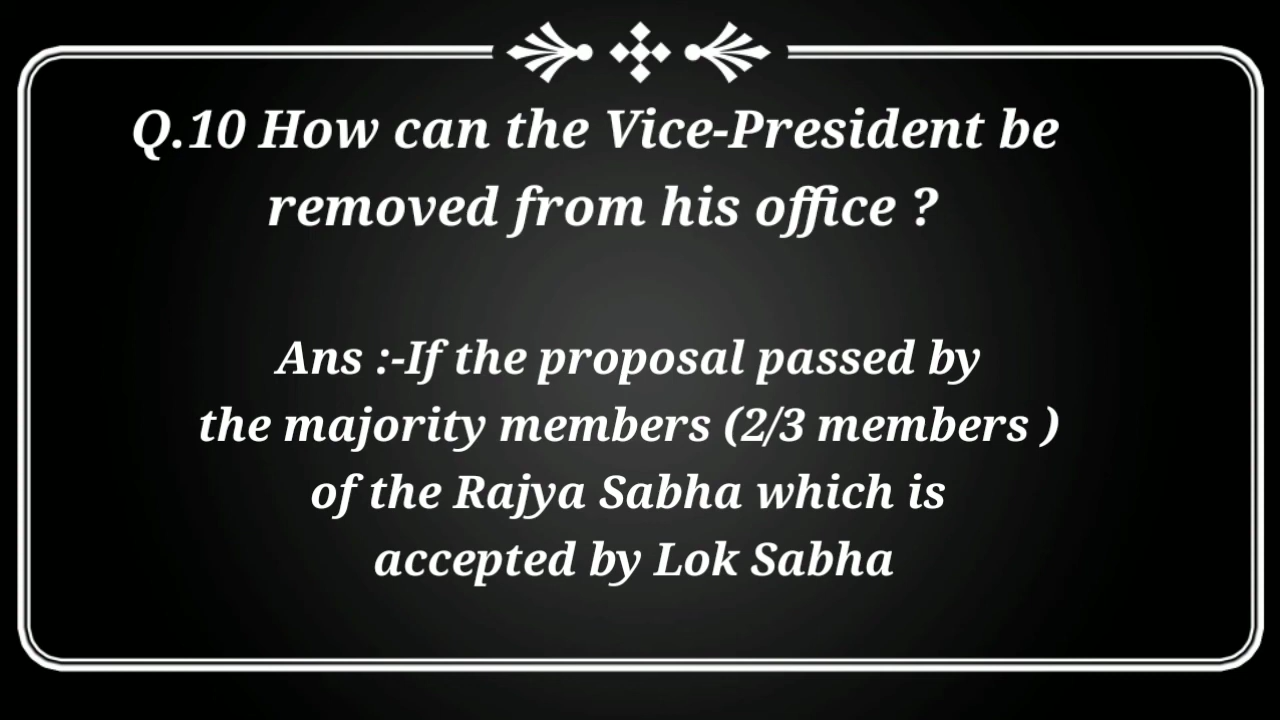 Q.10 How can the Vice-President be
removed from his office ?
Ans :-If the proposal passed by
the majority members (2/3 members )
of the Rajya Sabha which is
accepted by Lok Sabha